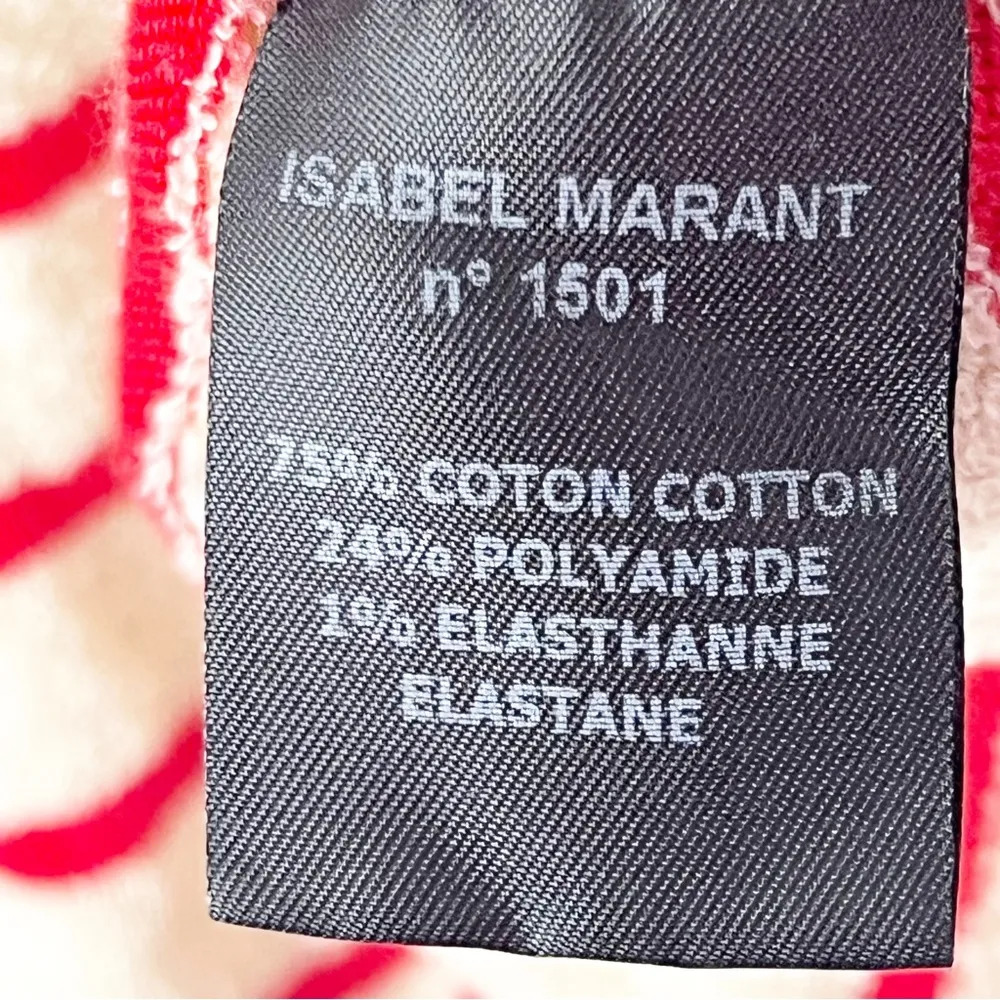 ISABEL MARANT
n° 1501
75% COTON COTTON
24% POLYAMIDE
1% ELASTHANNE
ELASTANE